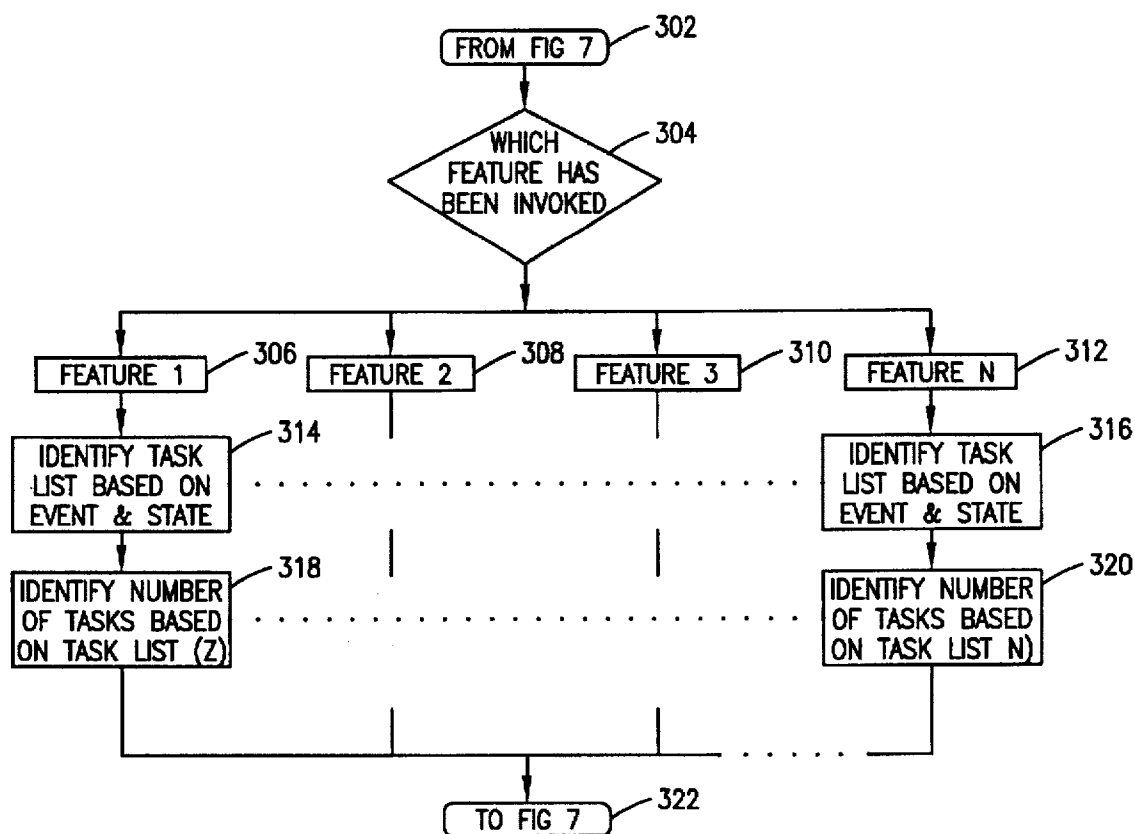 FROM FIG 7
302
WHICH
FEATURE HAS
BEEN INVOKED
304
FEATURE 1
306
FEATURE 2
308
FEATURE 3
310
FEATURE N
312
IDENTIFY TASK
LIST BASED ON
EVENT & STATE
314
IDENTIFY TASK
LIST BASED ON
EVENT & STATE
316
IDENTIFY NUMBER
OF TASKS BASED
ON TASK LIST (Z)
318
IDENTIFY NUMBER
OF TASKS BASED
ON TASK LIST N)
320
TO FIG 7
322